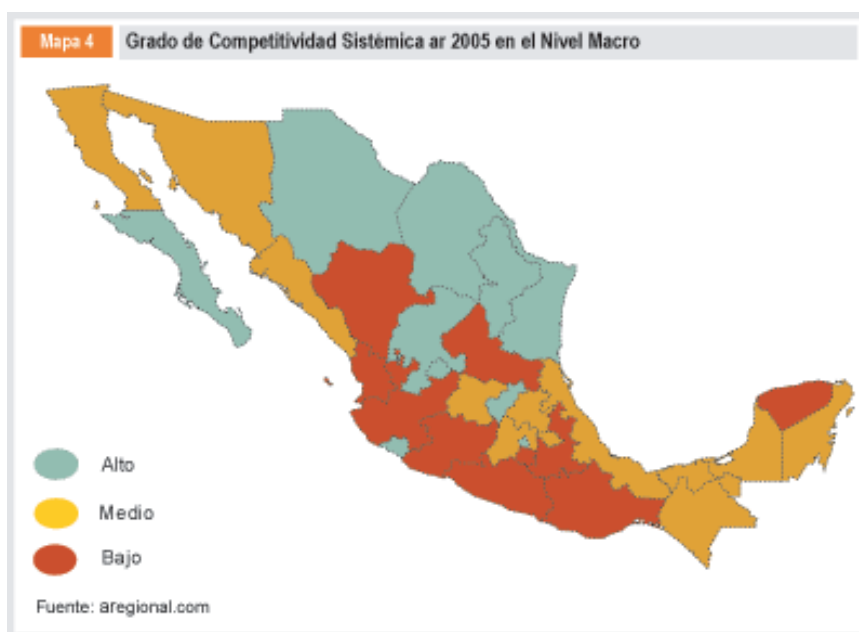 Mapa 4
Grado de Competitividad Sistémica ar 2005 en el Nivel Macro
Alto
Medio
Bajo
Fuente: aregional.com